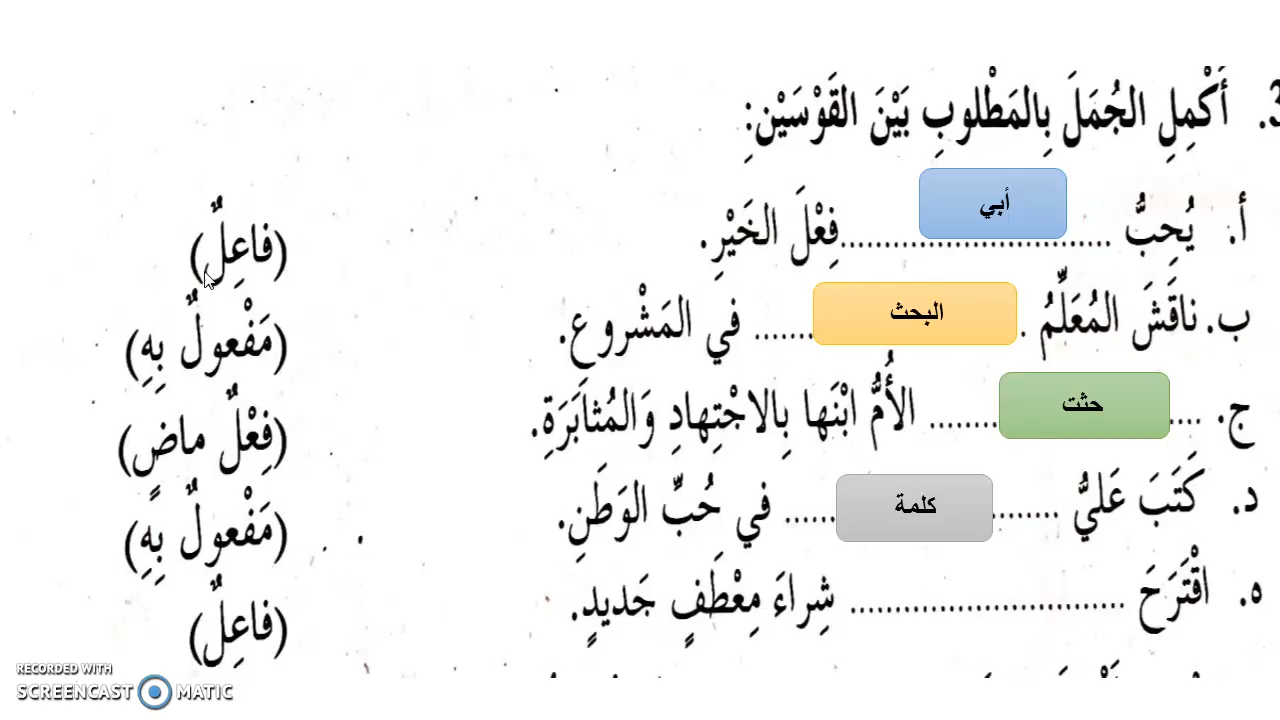 3. أَكْمِلِ الجُمَلَ بِالمَطْلوبِ بَيْنَ القَوْسَيْنِ:
أ. يُحِبُّ ........ أبي ........ فِعْلَ الخَيْرِ. (فاعِلٌ)
ب. ناقَشَ المُعَلِّمُ . البحث ...... في المَشْروعِ. (مَفْعولٌ بِهِ)
ج. .... حثت ........ الأُمُّ ابْنَها بِالاجْتِهادِ وَالمُثابَرَةِ. (فِعْلٌ ماضٍ)
د. كَتَبَ عَليُّ ....... كلمة ..... في حُبِّ الوَطَنِ. (مَفْعولٌ بِهِ)
ه. اقْتَرَحَ ............................ شِراءَ مِعْطَفٍ جَديدٍ. (فاعِلٌ)
RECORDED WITH
SCREENCAST MATIC